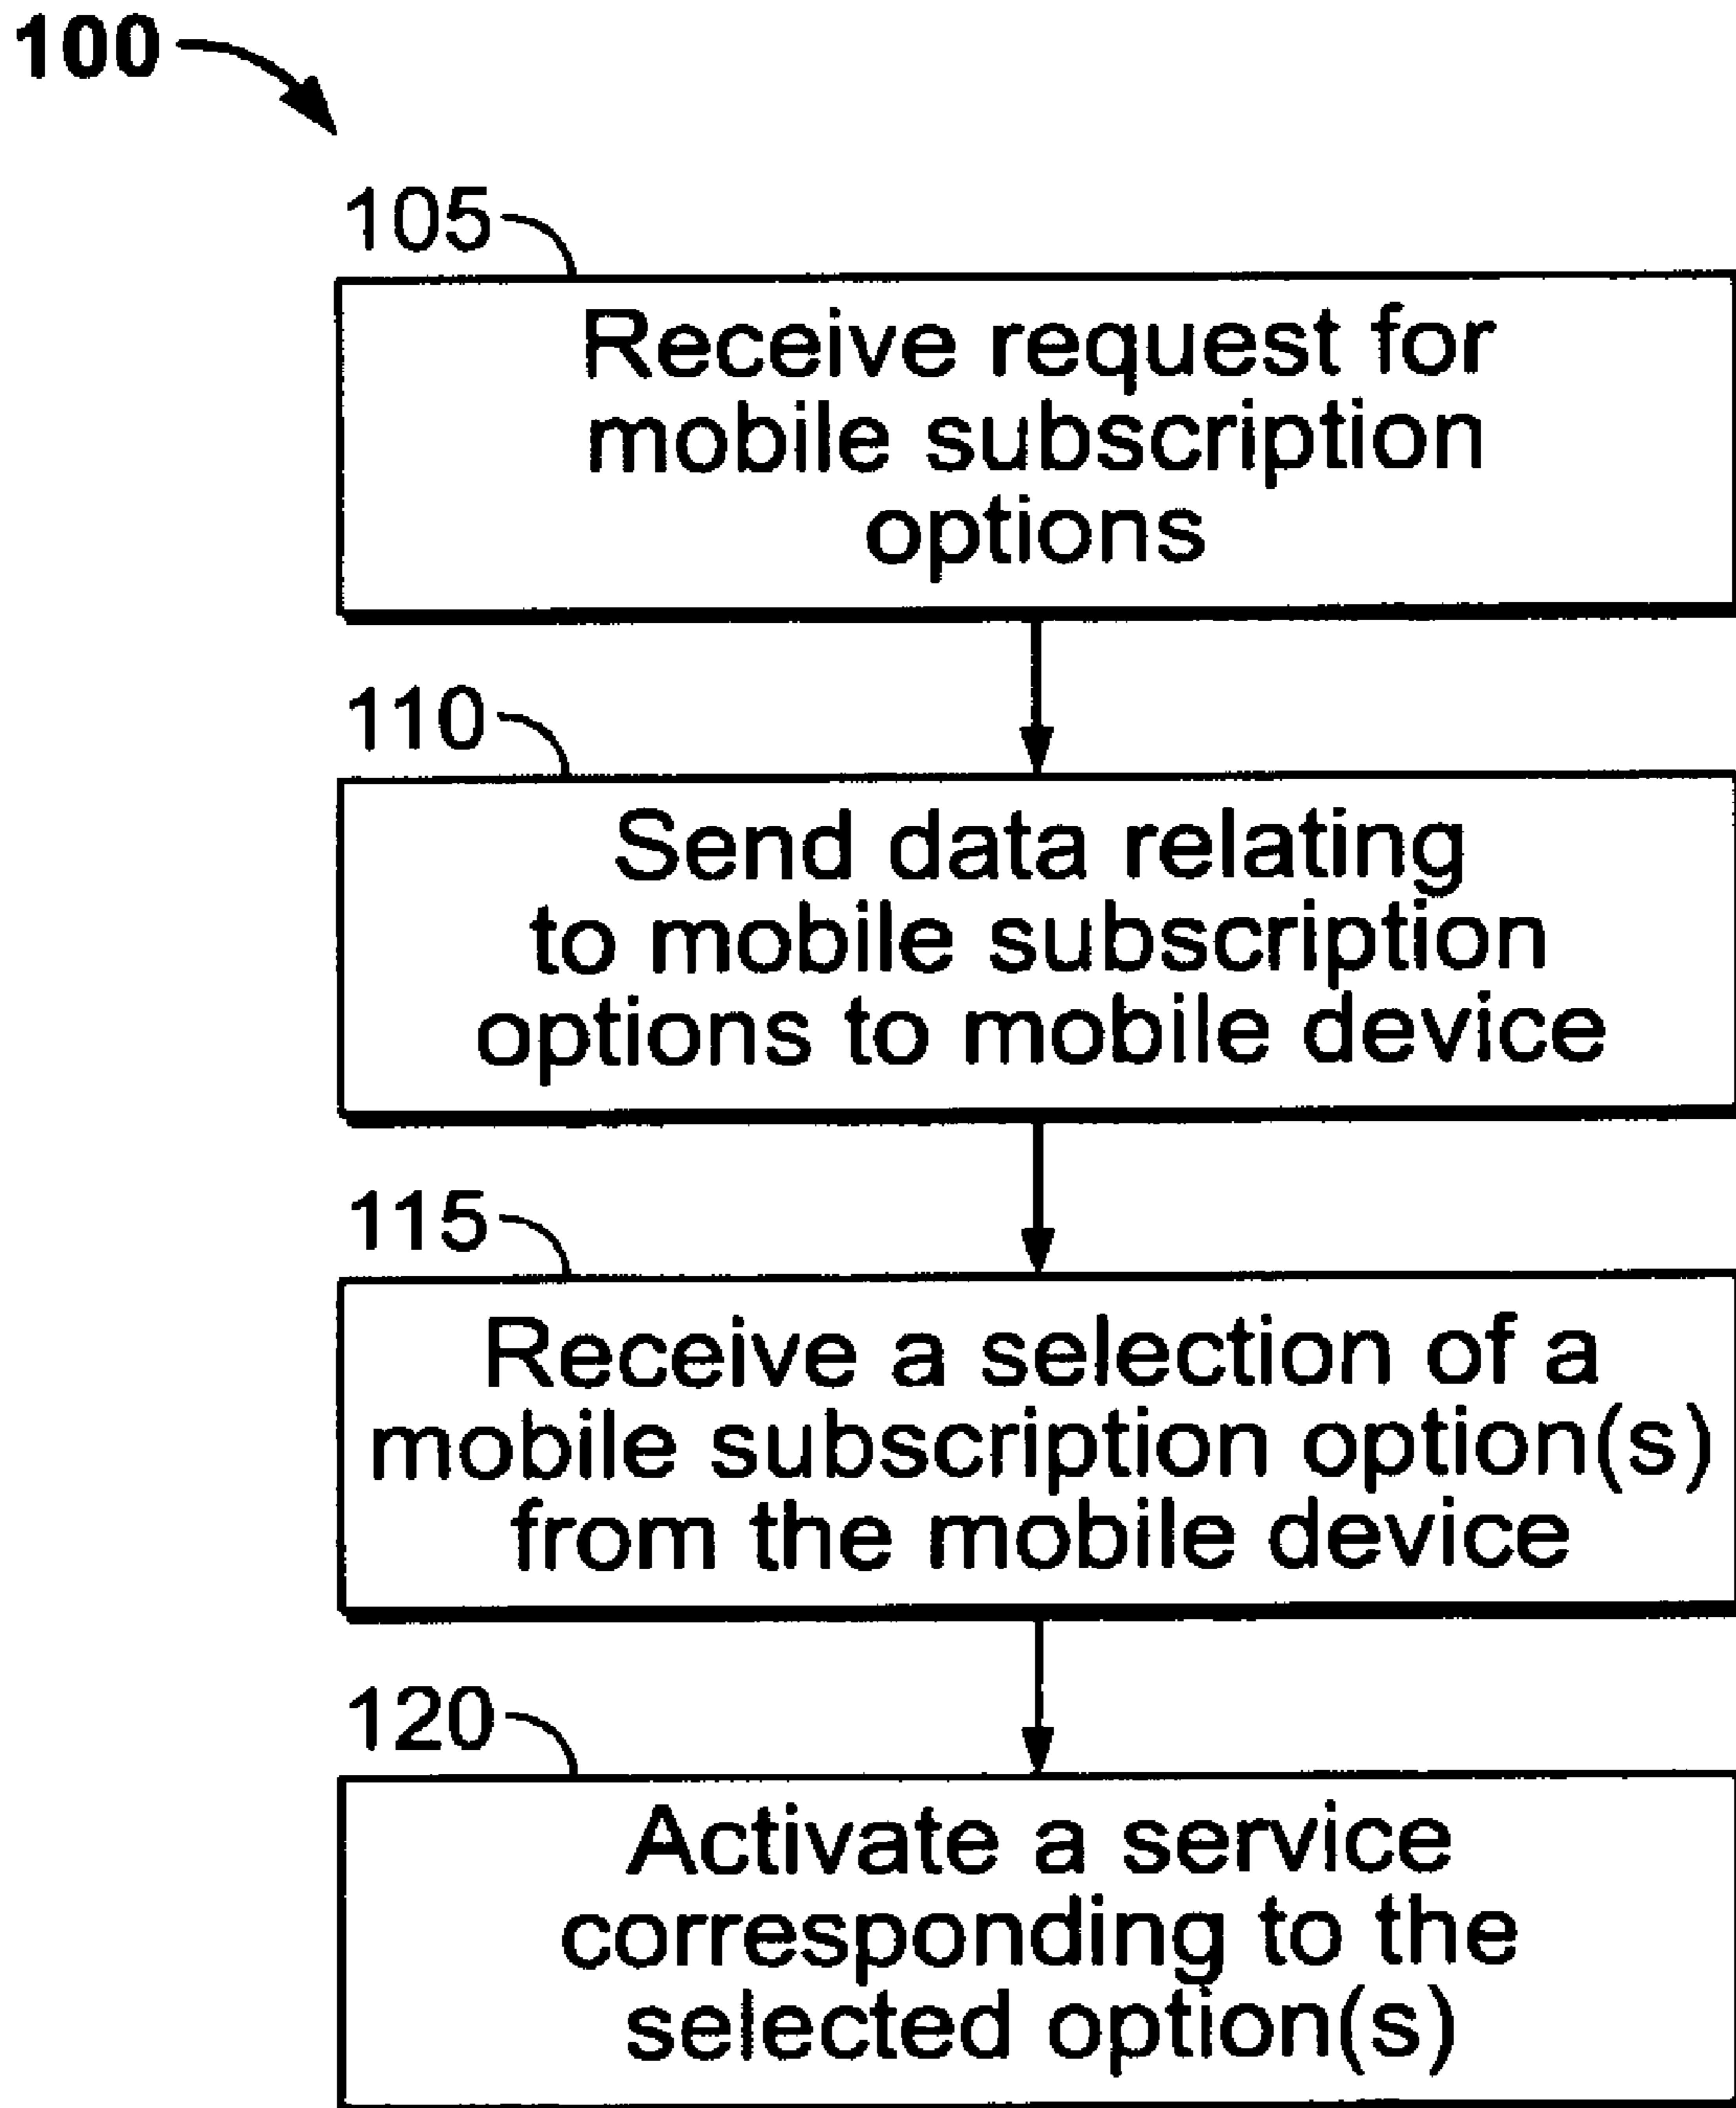 100
105
Receive request for
mobile subscription
options
110
Send data relating
to mobile subscription
options to mobile device
115
Receive a selection of a
mobile subscription option(s)
from the mobile device
120
Activate a service
corresponding to the
selected option(s)